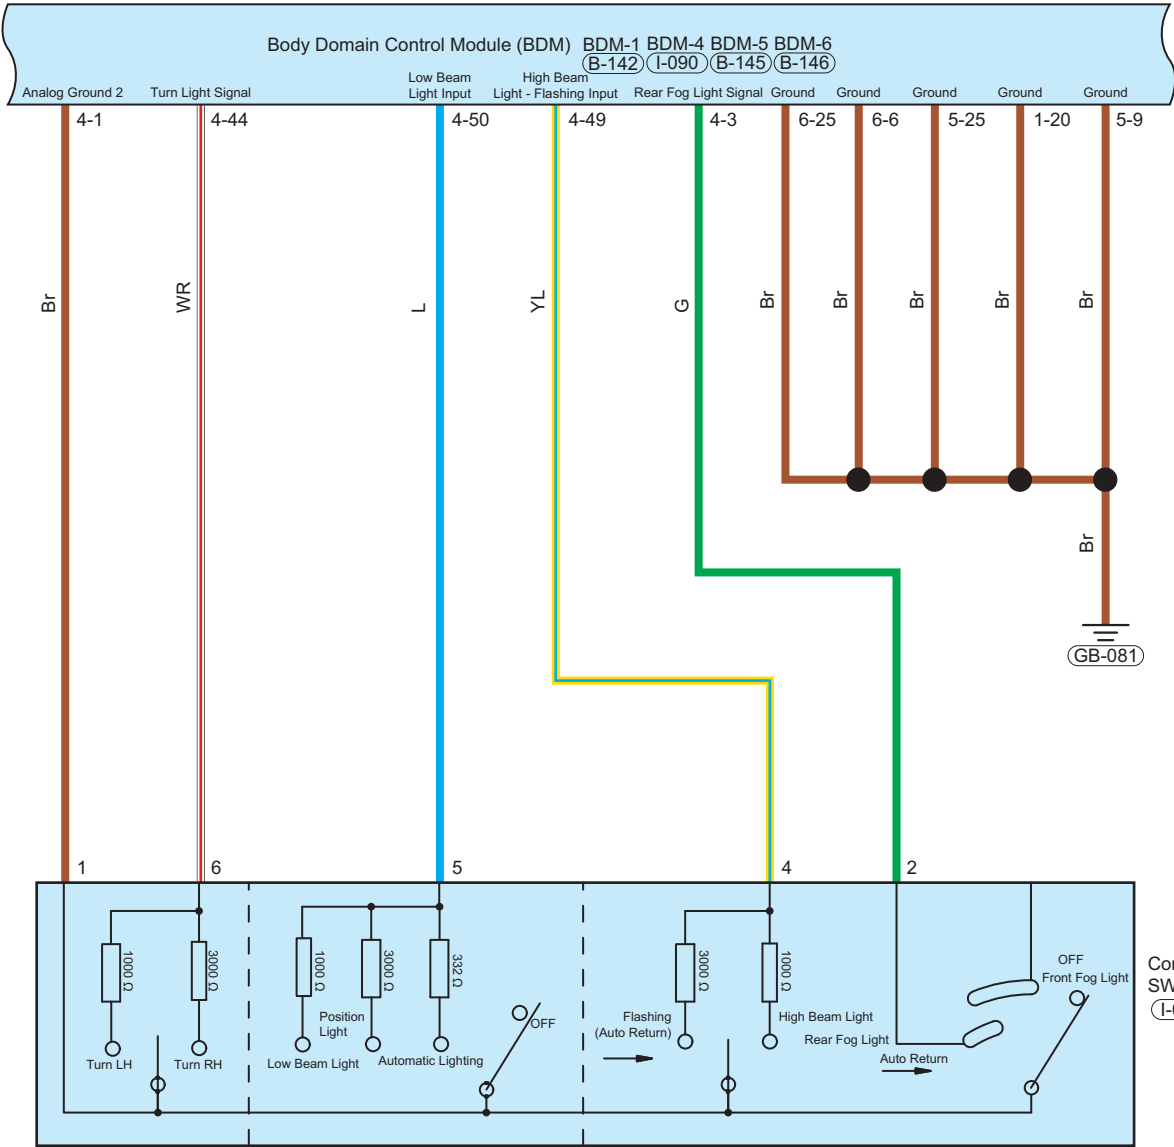 Body Domain Control Module (BDM) BDM-1 BDM-4 BDM-5 BDM-6
B-142 I-090 B-145 B-146
Analog Ground 2
Turn Light Signal
Low Beam
Light Input
High Beam
Light - Flashing Input
Rear Fog Light Signal
Ground
Ground
Ground
Ground
Ground
4-1
4-44
4-50
4-49
4-3
6-25
6-6
5-25
1-20
5-9
Br
WR
L
YL
G
Br
Br
Br
Br
Br
Br
GB-081
1
6
5
4
2
1000 Ω
3000 Ω
1000 Ω
3000 Ω
332 Ω
3000 Ω
1000 Ω
Turn LH
Turn RH
Position
Light
Low Beam Light
Automatic Lighting
OFF
Flashing
(Auto Return)
High Beam Light
Rear Fog Light
Auto Return
OFF
Front Fog Light
SW